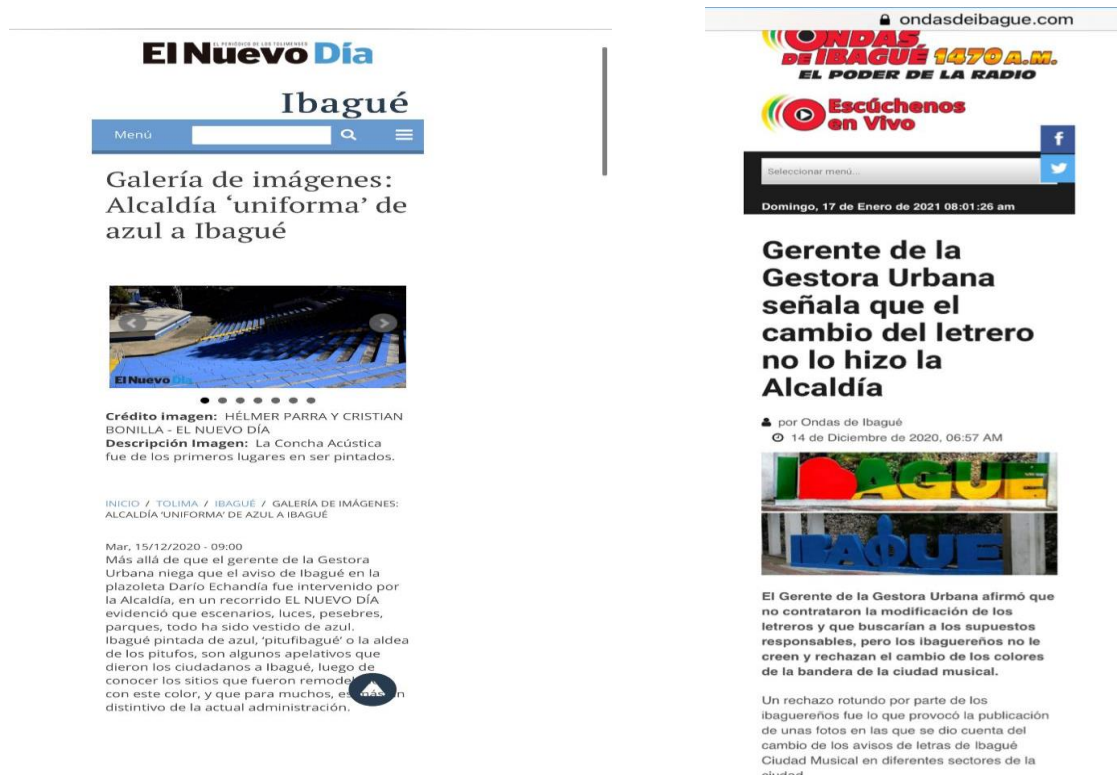 EL PERIÓDICO DE LOS TOLIMENSES
El Nuevo Día
Ibagué
Menú
Galería de imágenes:
Alcaldía ‘uniforma’ de
azul a Ibagué
El Nuevo Día
Crédito imagen: HÉLMER PARRA Y CRISTIAN
BONILLA - EL NUEVO DÍA
Descripción Imagen: La Concha Acústica
fue de los primeros lugares en ser pintados.
INICIO / TOLIMA / IBAGUÉ / GALERÍA DE IMÁGENES:
ALCALDÍA ‘UNIFORMA’ DE AZUL A IBAGUÉ
Mar, 15/12/2020 - 09:00
Más allá de que el gerente de la Gestora
Urbana niega que el aviso de Ibagué en la
plazoleta Darío Echandía fue intervenido por
la Alcaldía, en un recorrido EL NUEVO DÍA
evidenció que escenarios, luces, pesebres,
parques, todo ha sido vestido de azul.
Ibagué pintada de azul, ‘pitufibagué’ o la aldea
de los pitufos, son algunos apelativos que
dieron los ciudadanos a Ibagué, luego de
conocer los sitios que fueron
con este color, y que para muchos,
distintivo de la actual administración.
ondasdeibague.com
ONDAS
DE IBAGUÉ 1470 A.M.
EL PODER DE LA RADIO
Escúchenos
en Vivo
f
Seleccionar menú...
Domingo, 17 de Enero de 2021 08:01:26 am
Gerente de la
Gestora Urbana
señala que el
cambio del letrero
no lo hizo la
Alcaldía
por Ondas de Ibagué
14 de Diciembre de 2020, 06:57 AM
IBAGUE
IBAGUE
El Gerente de la Gestora Urbana afirmó que
no contrataron la modificación de los
letreros y que buscarían a los supuestos
responsables, pero los ibaguereños no le
creen y rechazan el cambio de los colores
de la bandera de la ciudad musical.
Un rechazo rotundo por parte de los
ibaguereños fue lo que provocó la publicación
de unas fotos en las que se dio cuenta del
cambio de los avisos de letras de Ibagué
Ciudad Musical en diferentes sectores de la